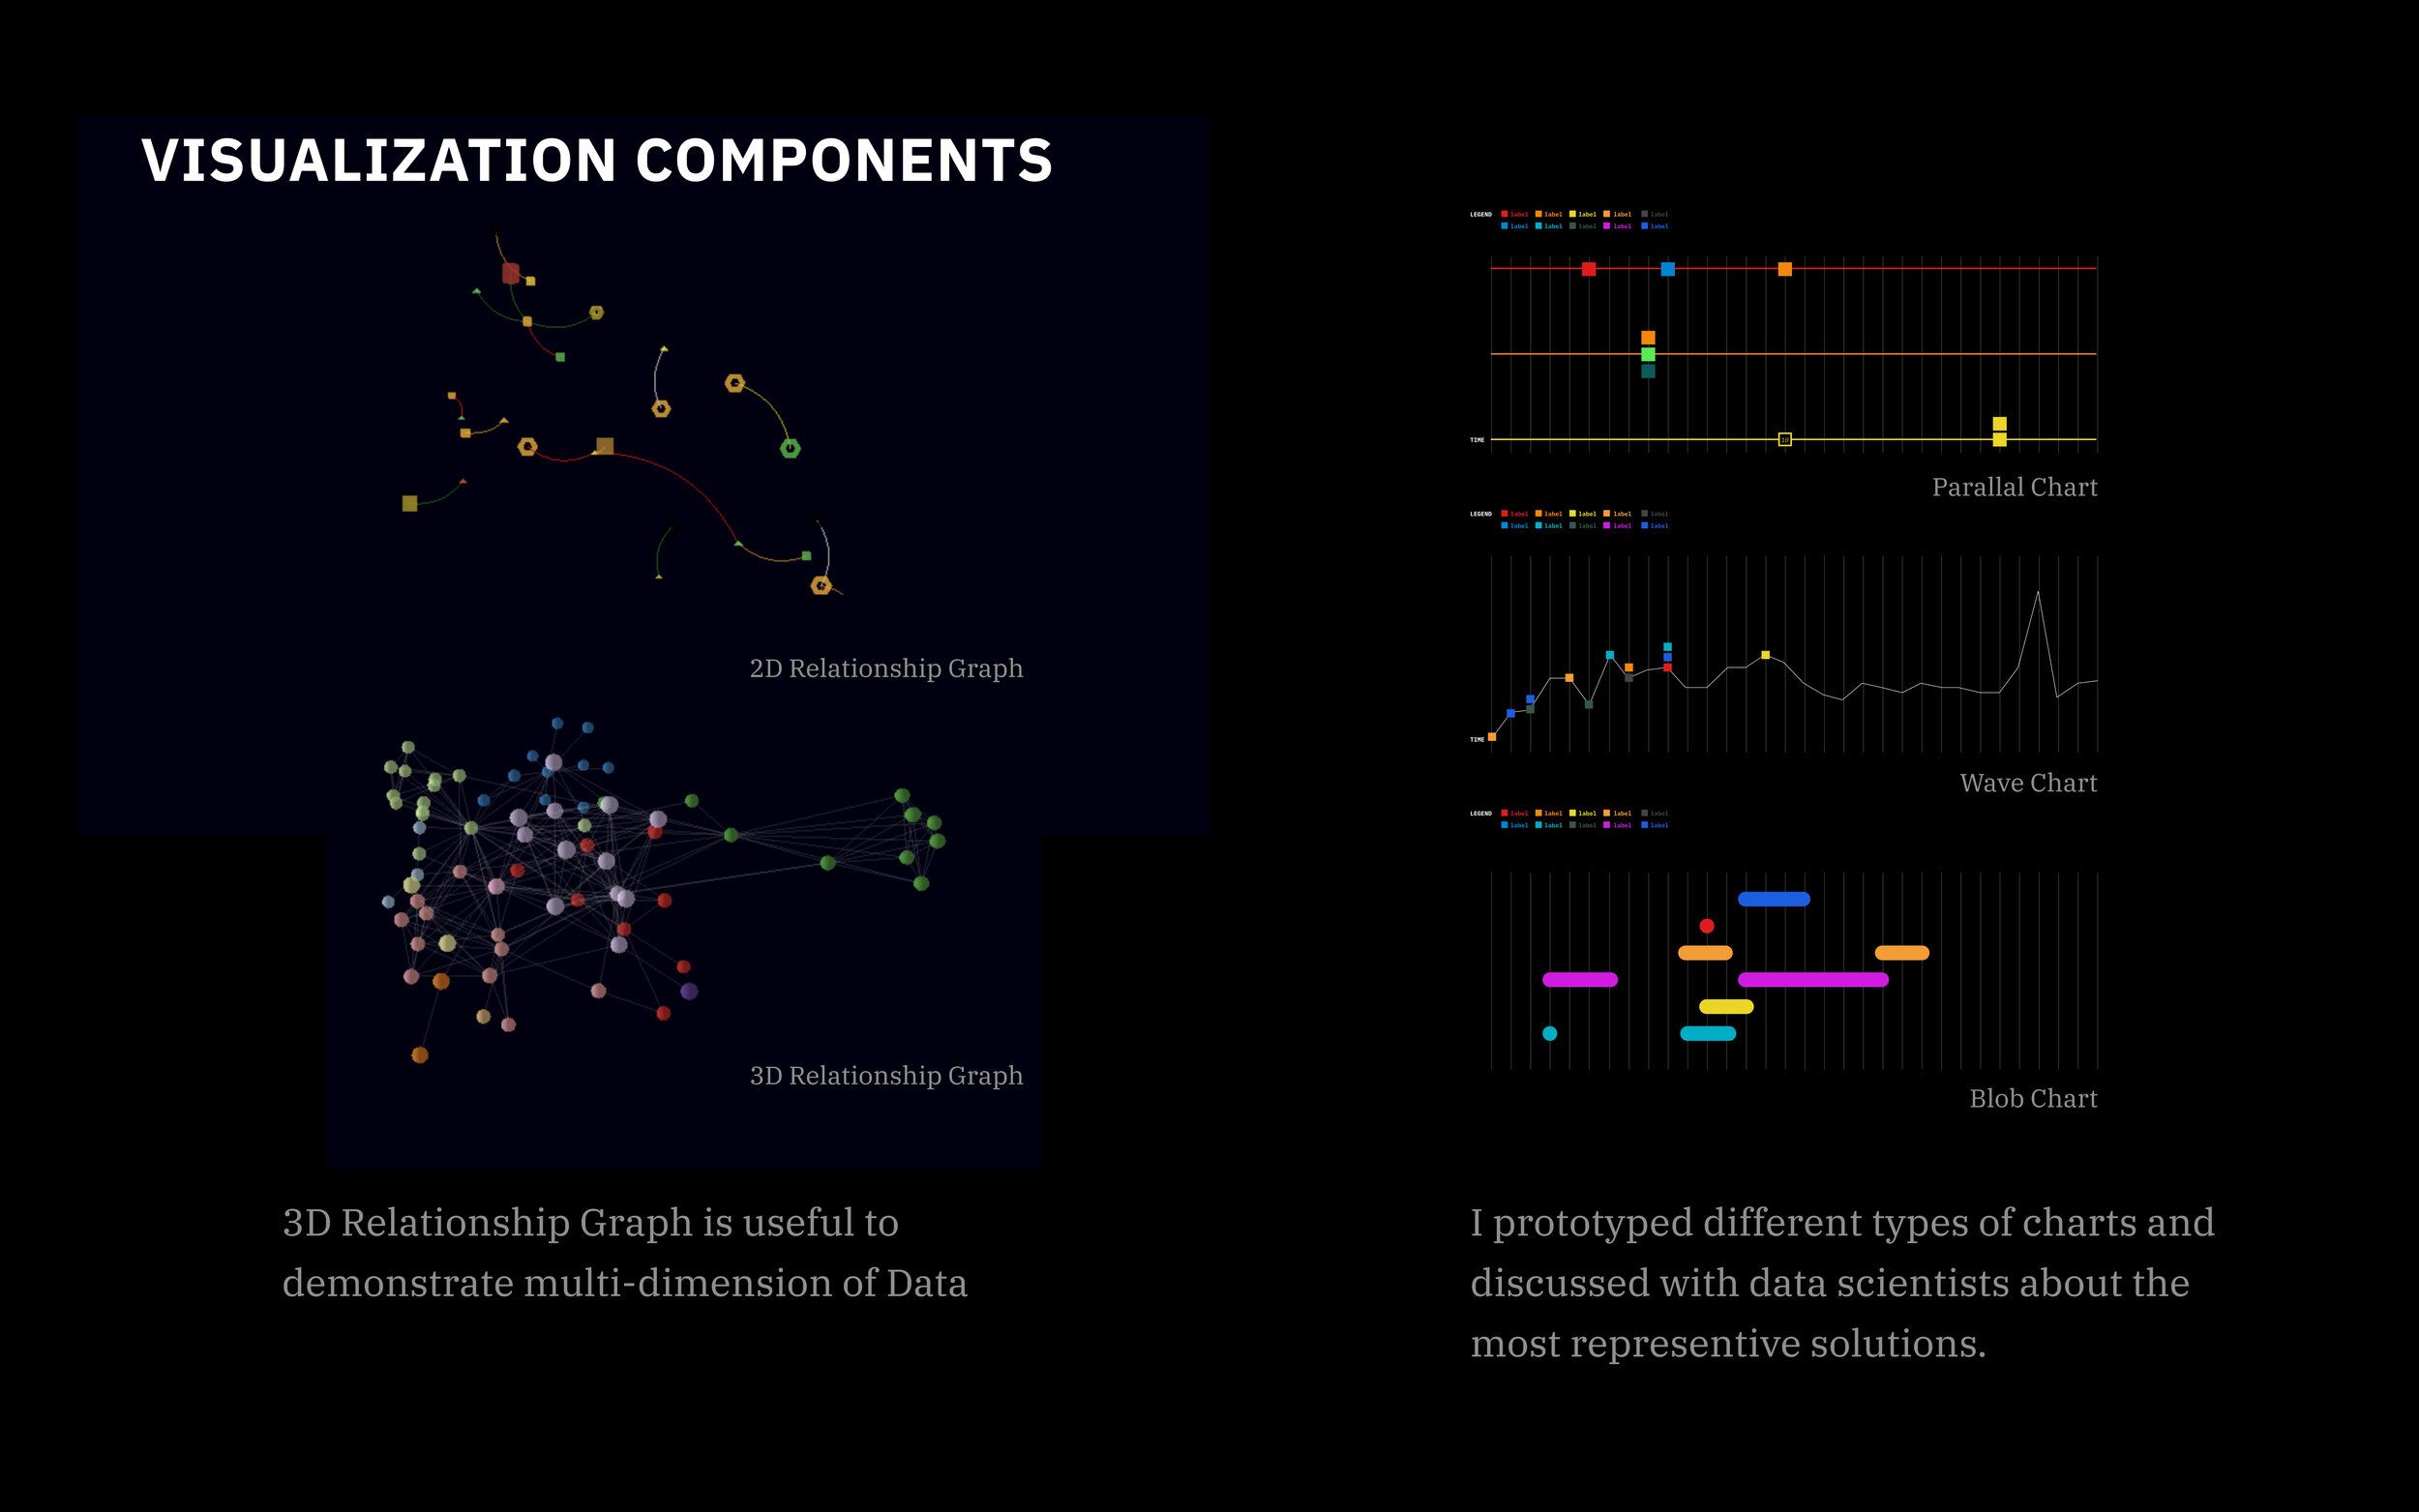 VISUALIZATION COMPONENTS
2D Relationship Graph
3D Relationship Graph
3D Relationship Graph is useful to
demonstrate multi-dimension of Data
LEGEND label label label label label
label label label label label
10
TIME
Parallal Chart
LEGEND label label label label label
label label label label label
TIME
Wave Chart
LEGEND label label label label label
label label label label label
Blob Chart
I prototyped different types of charts and
discussed with data scientists about the
most representive solutions.